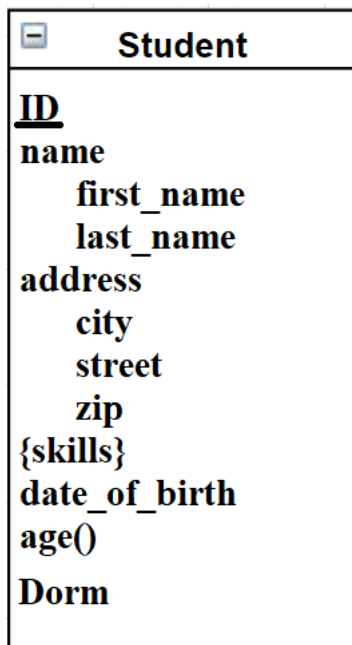 Student
ID
name
first_name
last_name
address
city
street
zip
{skills}
date_of_birth
age()
Dorm